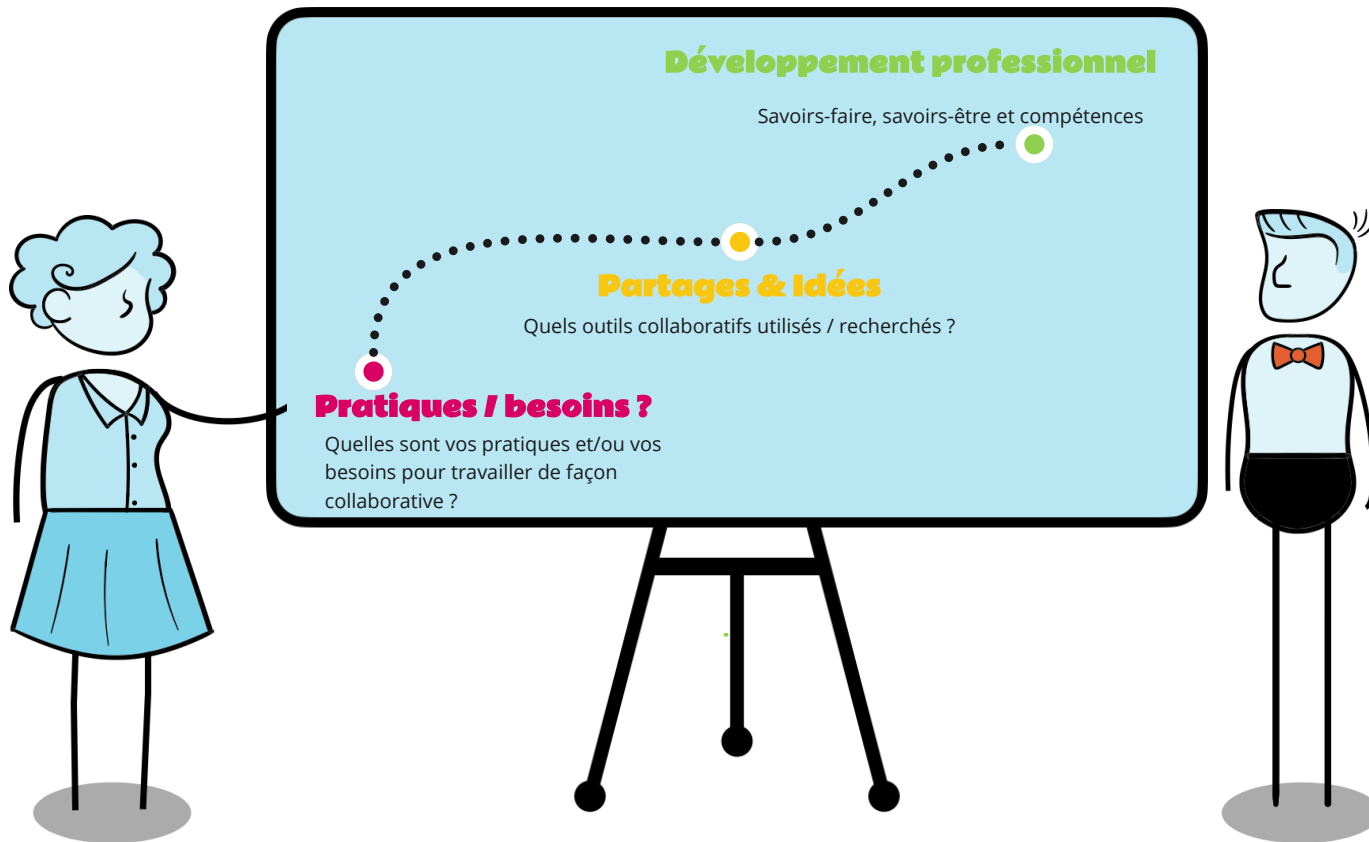 Développement professionnel
Savoirs-faire, savoirs-être et compétences
Partages & Idées
Quels outils collaboratifs utilisés / recherchés ?
Pratiques / besoins ?
Quelles sont vos pratiques et/ou vos
besoins pour travailler de façon
collaborative ?